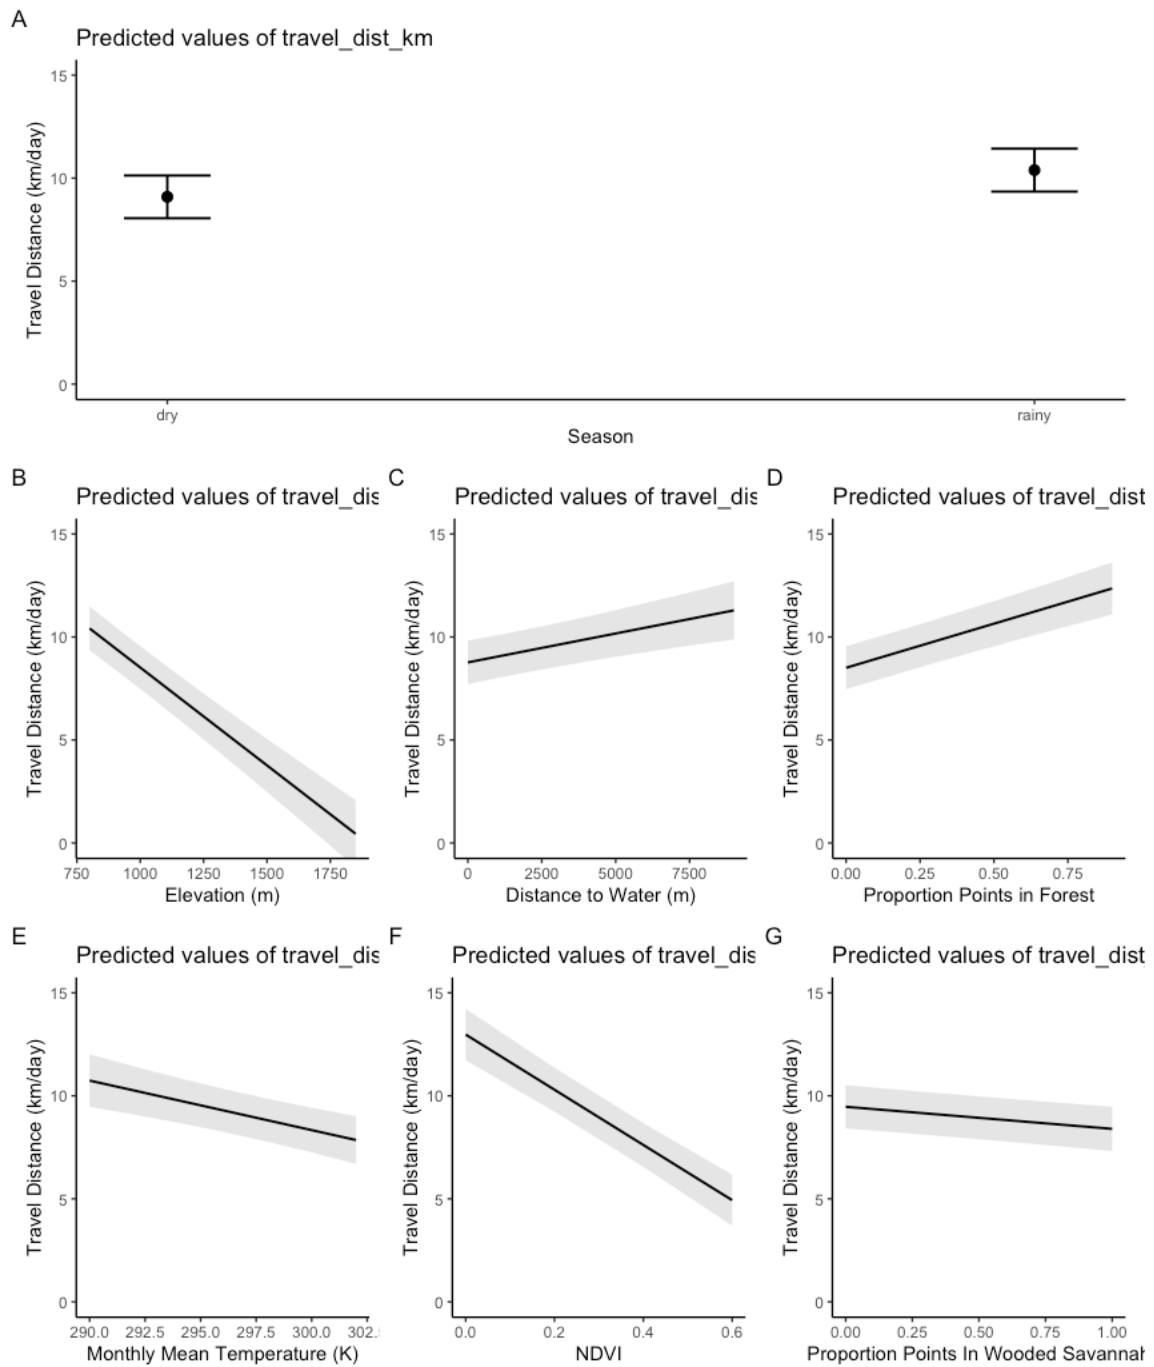 A
Predicted values of travel_dist_km
Travel Distance (km/day)
15
10
5
0
dry rainy
Season
B
Predicted values of travel_dis
Travel Distance (km/day)
15
10
5
0
750 1000 1250 1500 1750
Elevation (m)
C
Predicted values of travel_dis
Travel Distance (km/day)
15
10
5
0
0 2500 5000 7500
Distance to Water (m)
D
Predicted values of travel_dist
Travel Distance (km/day)
15
10
5
0
0.00 0.25 0.50 0.75
Proportion Points in Forest
E
Predicted values of travel_dis
Travel Distance (km/day)
15
10
5
0
290.0 292.5 295.0 297.5 300.0 302.
Monthly Mean Temperature (K)
F
Predicted values of travel_dis
Travel Distance (km/day)
15
10
5
0
0.0 0.2 0.4 0.6
NDVI
G
Predicted values of travel_dist_
Travel Distance (km/day)
15
10
5
0
0.00 0.25 0.50 0.75 1.00
Proportion Points In Wooded Savannah